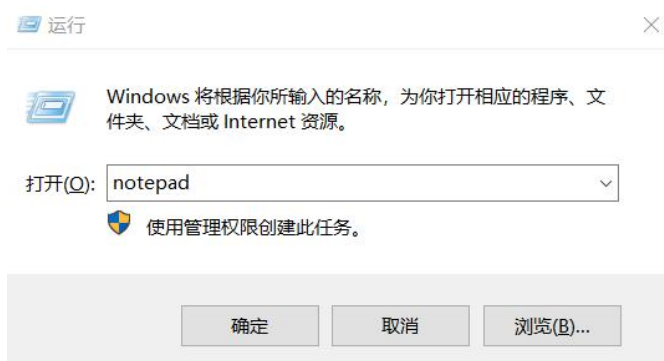 运行
Windows 将根据你所输入的名称，为你打开相应的程序、文
件夹、文档或 Internet 资源。
打开(O): notepad
使用管理权限创建此任务。
确定 取消 浏览(B)...